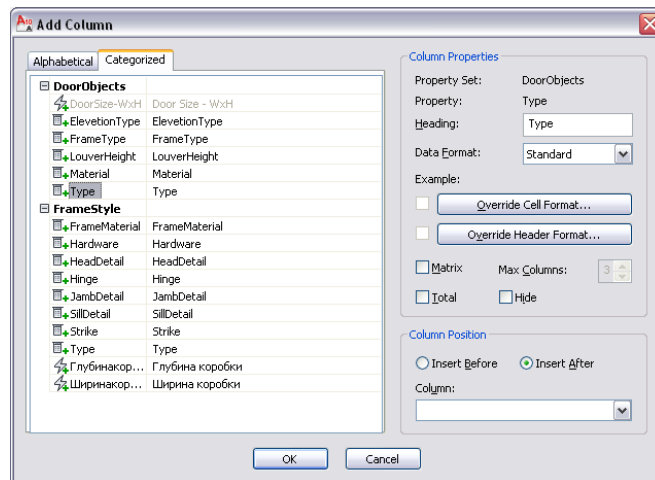 Add Column
Alphabetical Categorized
DoorObjects
DoorSize-WxH Door Size - WxH
ElevetionType ElevetionType
FrameType FrameType
LouverHeight LouverHeight
Material Material
Type Type
FrameStyle
FrameMaterial FrameMaterial
Hardware Hardware
HeadDetail HeadDetail
Hinge Hinge
JambDetail JambDetail
SillDetail SillDetail
Strike Strike
Type Type
Глубинакор... Глубина коробки
Ширинакор... Ширина коробки
Column Properties
Property Set: DoorObjects
Property: Type
Heading: Type
Data Format: Standard
Example:
Override Cell Format...
Override Header Format...
Matrix Max Columns: 3
Total Hide
Column Position
Insert Before Insert After
Column:
OK Cancel